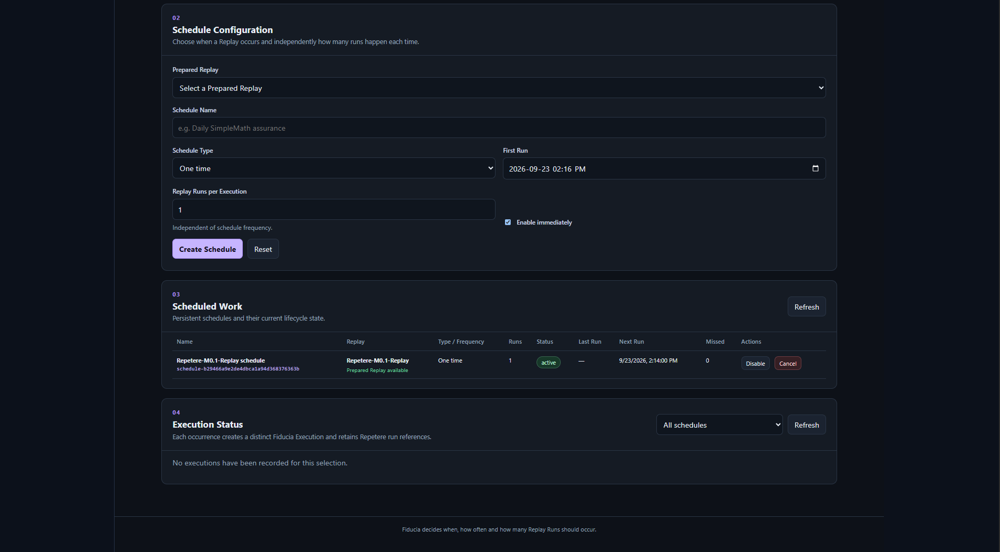 02
Schedule Configuration
Choose when a Replay occurs and independently how many runs happen each time.
Prepared Replay
Select a Prepared Replay
Schedule Name
e.g. Daily SimpleMath assurance
Schedule Type
First Run
One time
2026-09-23 02:16 PM
Replay Runs per Execution
1
Independent of schedule frequency.
Enable immediately
Create Schedule
Reset
03
Scheduled Work
Persistent schedules and their current lifecycle state.
Refresh
Name Replay Type / Frequency Runs Status Last Run Next Run Missed Actions
Repetere-M0.1-Replay schedule Repetere-M0.1-Replay One time 1 active — 9/23/2026, 2:14:00 PM 0 Disable Cancel
schedule-b29466a9e2de4dbca1a94d368376363b Prepared Replay available
04
Execution Status
Each occurrence creates a distinct Fiducia Execution and retains Repetere run references.
All schedules
Refresh
No executions have been recorded for this selection.
Fiducia decides when, how often and how many Replay Runs should occur.